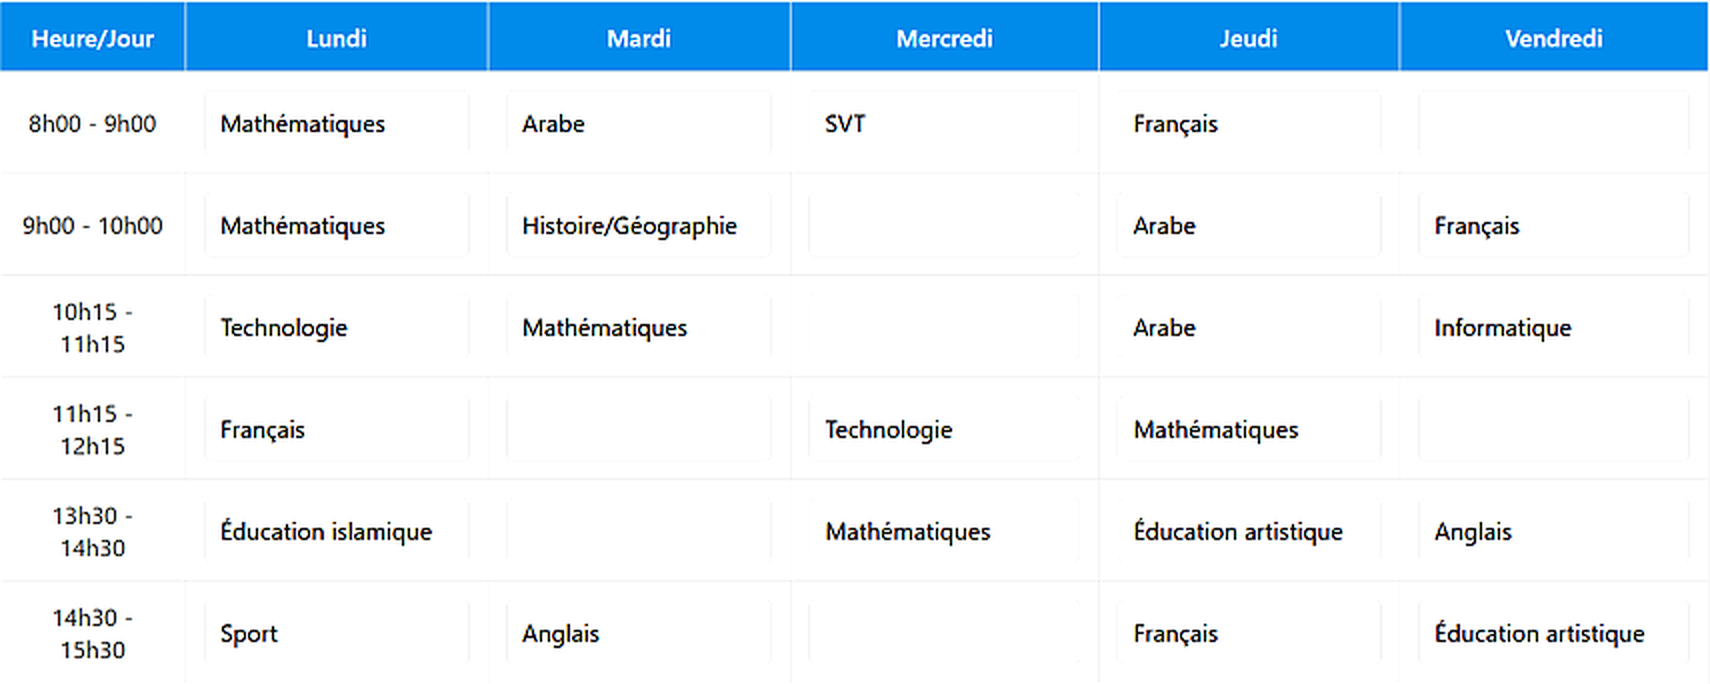 Heure/Jour Lundi Mardi Mercredi Jeudi Vendredi
8h00 - 9h00 Mathématiques Arabe SVT Français
9h00 - 10h00 Mathématiques Histoire/Géographie Arabe Français
10h15 -
11h15 Technologie Mathématiques Arabe Informatique
11h15 -
12h15 Français Technologie Mathématiques
13h30 -
14h30 Éducation islamique Mathématiques Éducation artistique Anglais
14h30 -
15h30 Sport Anglais Français Éducation artistique